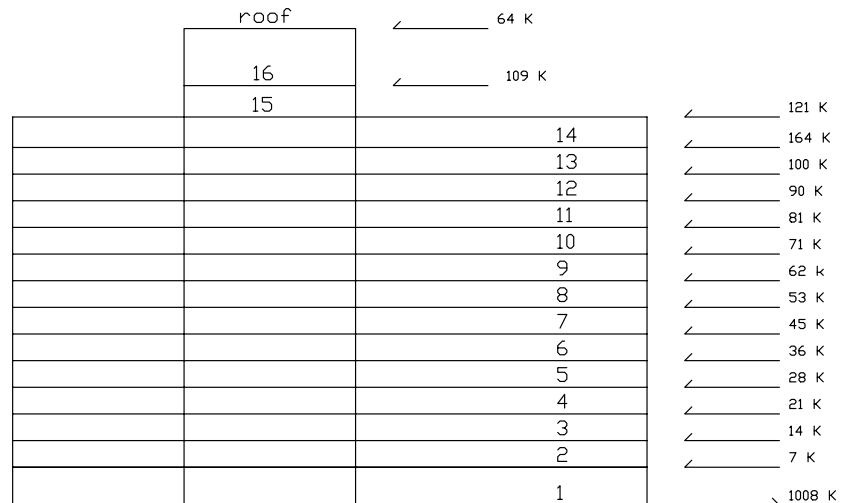 roof 64 K
16 109 K
15 121 K
14 164 K
13 100 K
12 90 K
11 81 K
10 71 K
9 62 k
8 53 K
7 45 K
6 36 K
5 28 K
4 21 K
3 14 K
2 7 K
1 1008 K